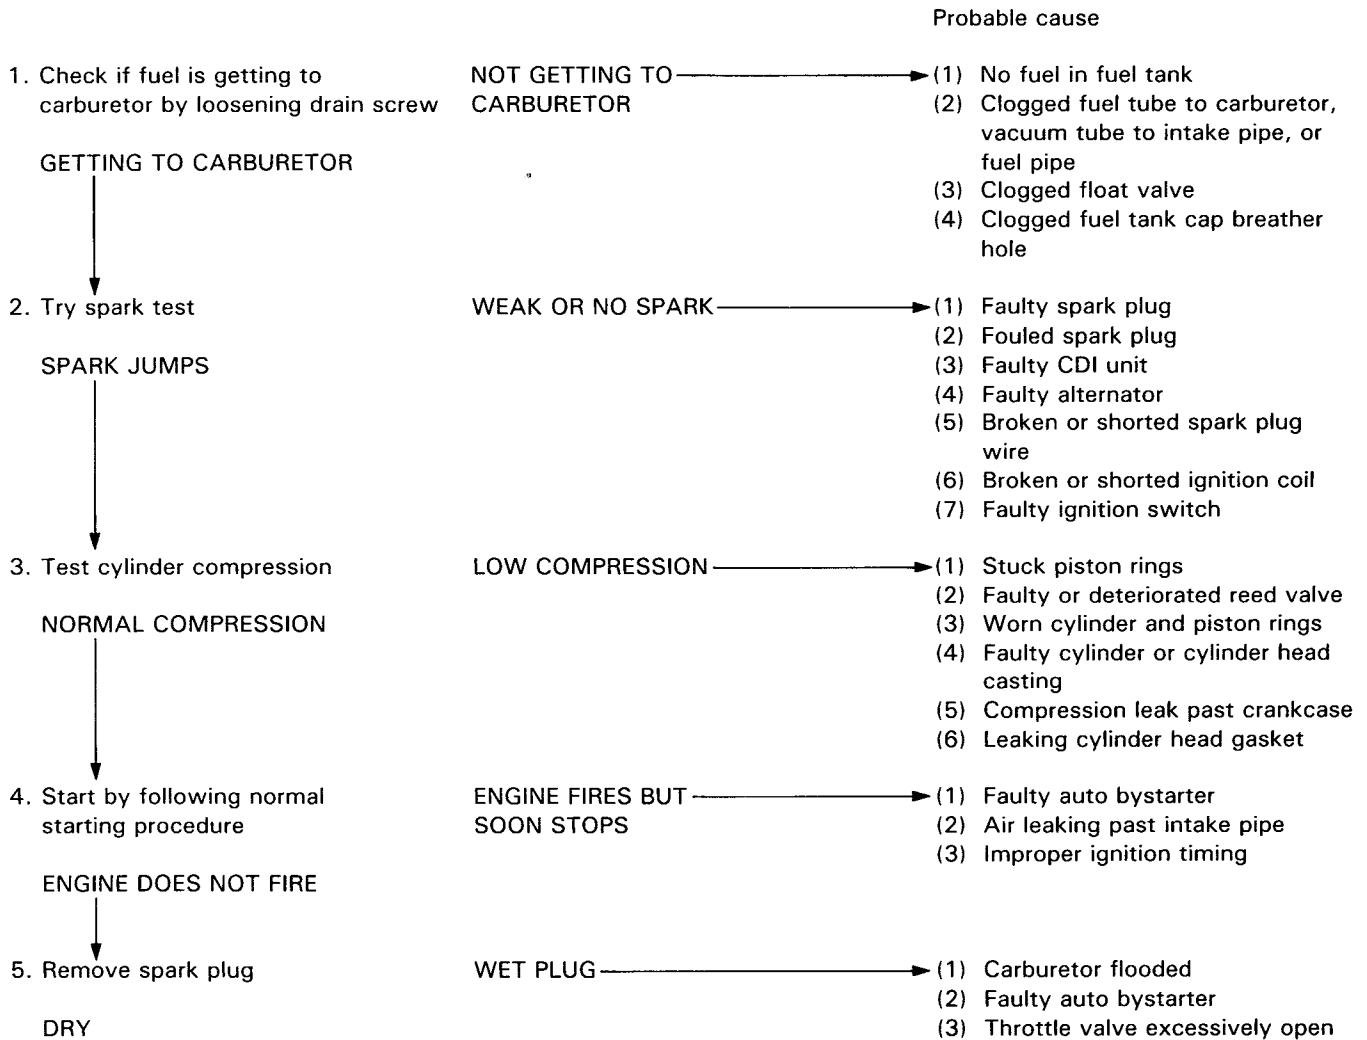 Probable cause
1. Check if fuel is getting to
carburetor by loosening drain screw
NOT GETTING TO
CARBURETOR
(1) No fuel in fuel tank
(2) Clogged fuel tube to carburetor,
vacuum tube to intake pipe, or
fuel pipe
(3) Clogged float valve
(4) Clogged fuel tank cap breather
hole
GETTING TO CARBURETOR
2. Try spark test
WEAK OR NO SPARK
(1) Faulty spark plug
(2) Fouled spark plug
(3) Faulty CDI unit
(4) Faulty alternator
(5) Broken or shorted spark plug
wire
(6) Broken or shorted ignition coil
(7) Faulty ignition switch
SPARK JUMPS
3. Test cylinder compression
LOW COMPRESSION
(1) Stuck piston rings
(2) Faulty or deteriorated reed valve
(3) Worn cylinder and piston rings
(4) Faulty cylinder or cylinder head
casting
(5) Compression leak past crankcase
(6) Leaking cylinder head gasket
NORMAL COMPRESSION
4. Start by following normal
starting procedure
ENGINE FIRES BUT
SOON STOPS
(1) Faulty auto bystarter
(2) Air leaking past intake pipe
(3) Improper ignition timing
ENGINE DOES NOT FIRE
5. Remove spark plug
WET PLUG
(1) Carburetor flooded
(2) Faulty auto bystarter
(3) Throttle valve excessively open
DRY